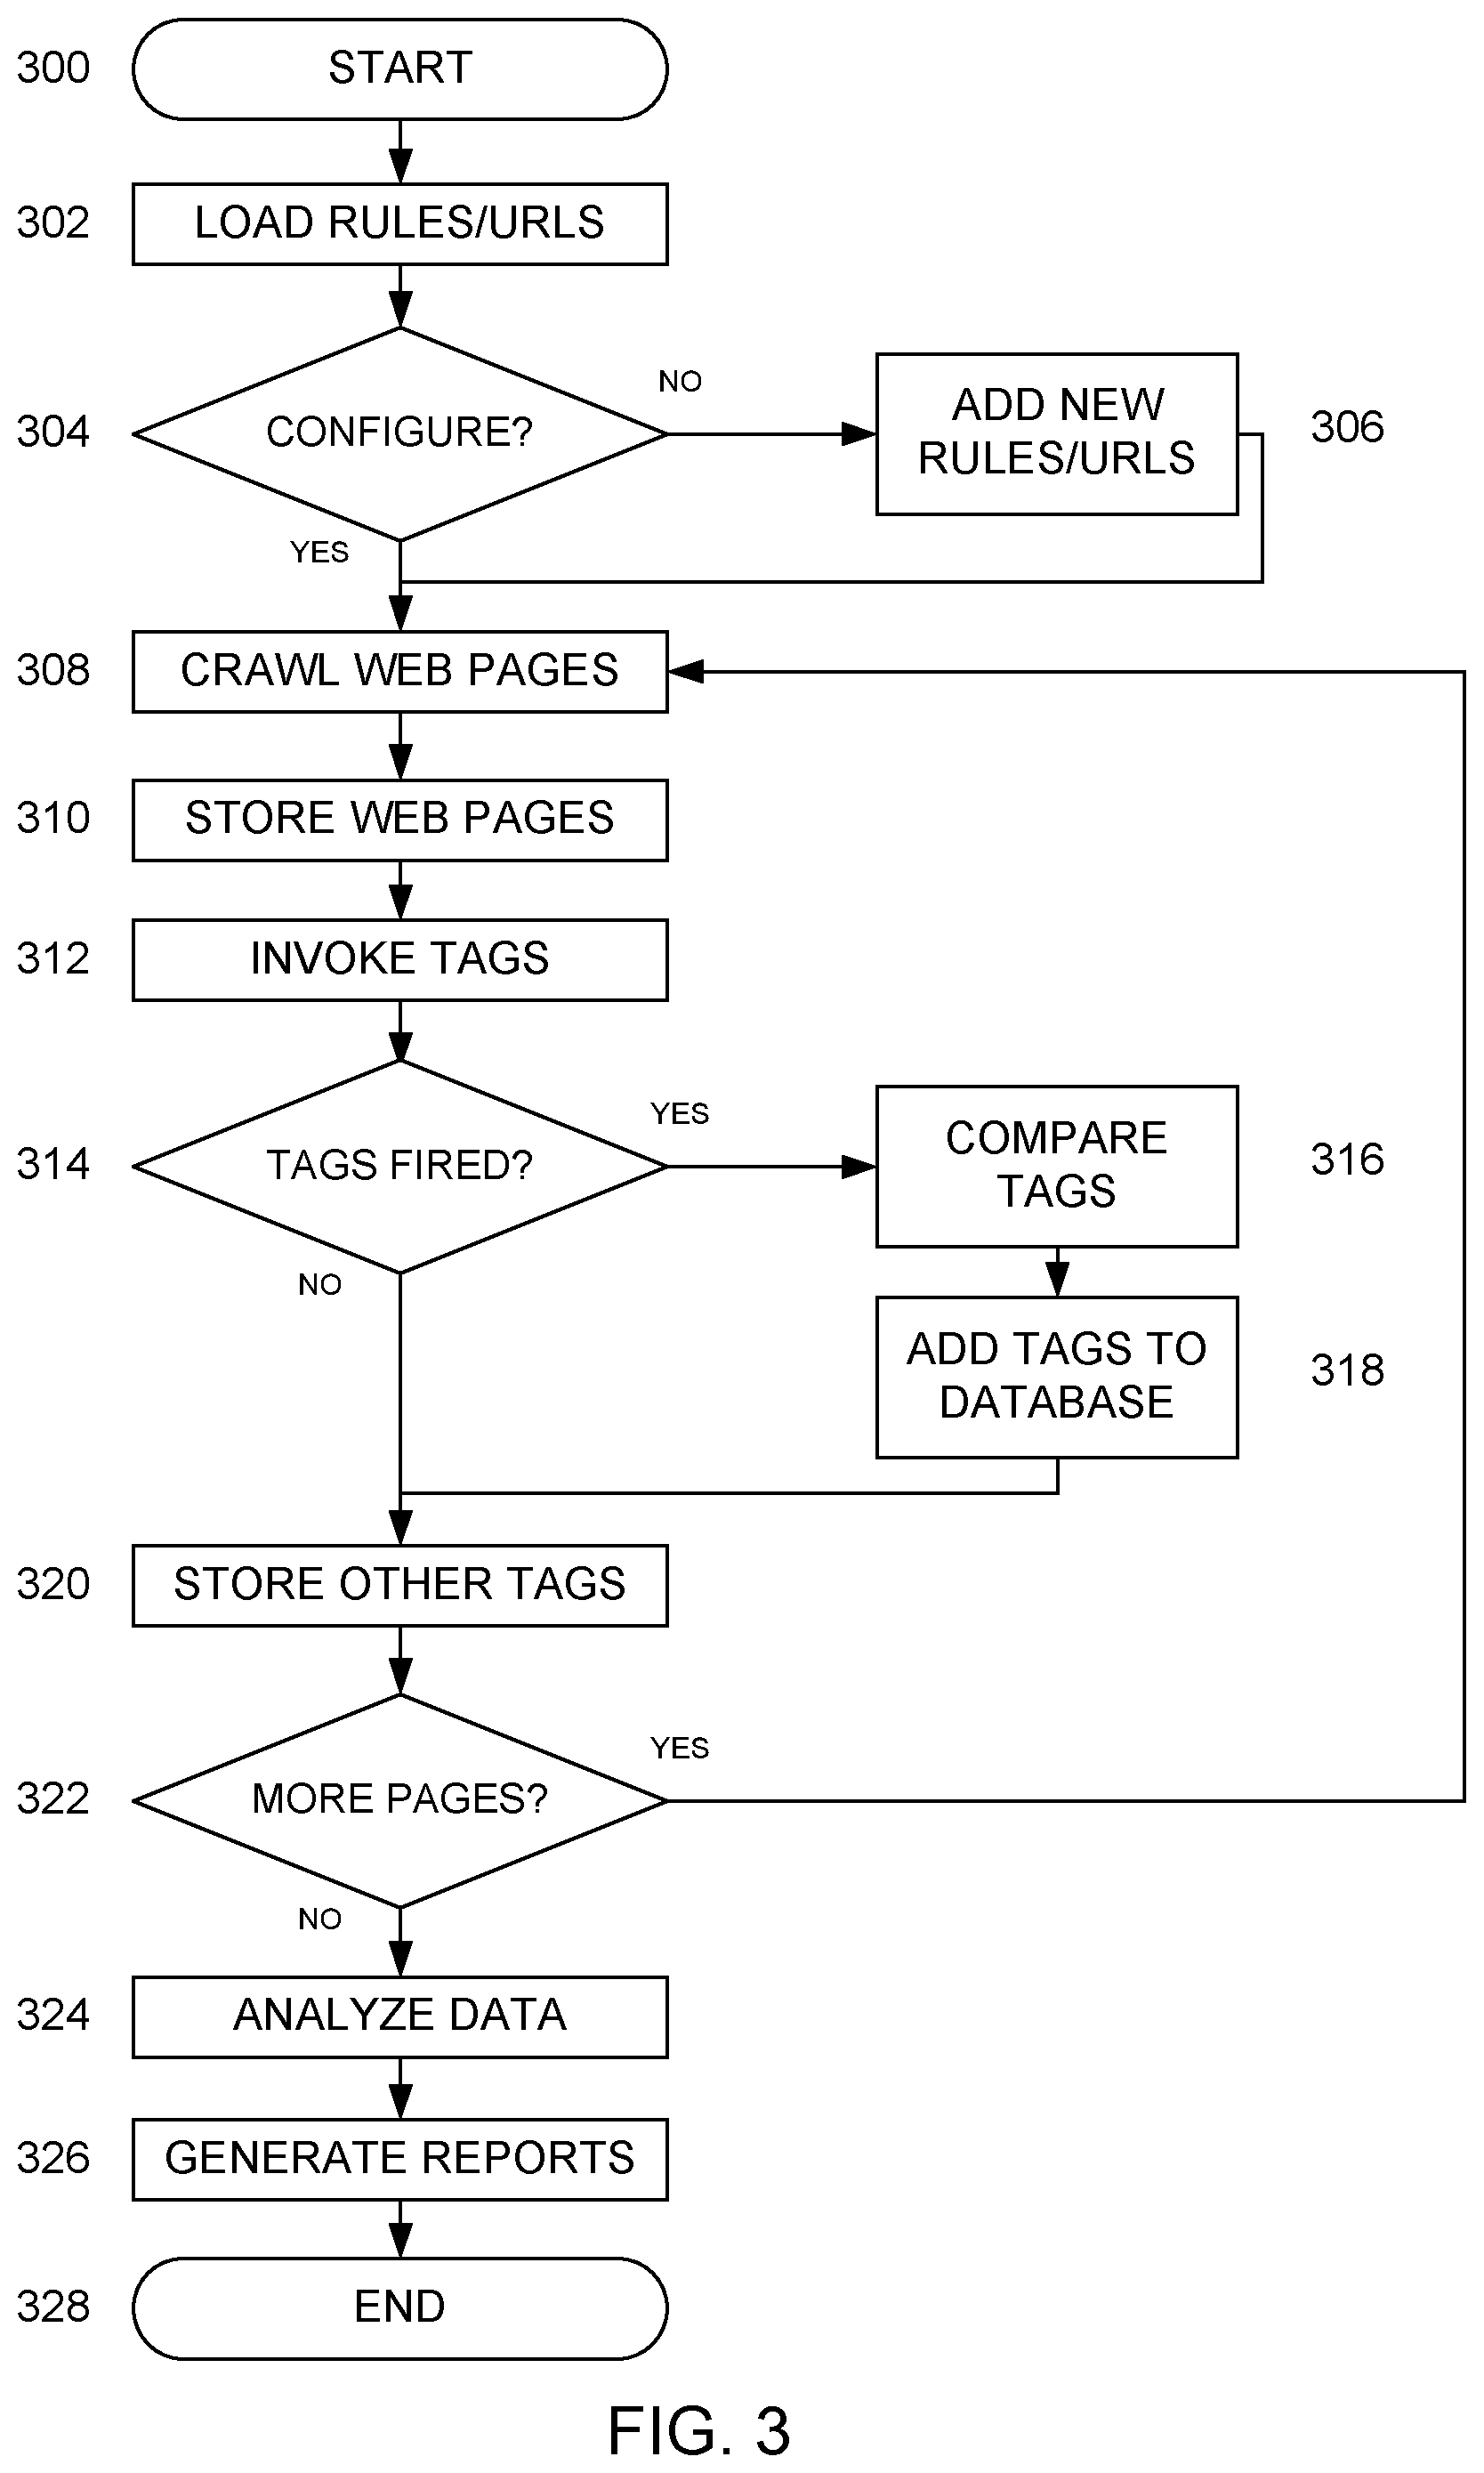 300
START
302
LOAD RULES/URLS
304
CONFIGURE?
NO
ADD NEW
RULES/URLS
306
YES
308
CRAWL WEB PAGES
310
STORE WEB PAGES
312
INVOKE TAGS
314
TAGS FIRED?
YES
COMPARE
TAGS
316
NO
ADD TAGS TO
DATABASE
318
320
STORE OTHER TAGS
322
MORE PAGES?
YES
NO
324
ANALYZE DATA
326
GENERATE REPORTS
328
END
FIG. 3